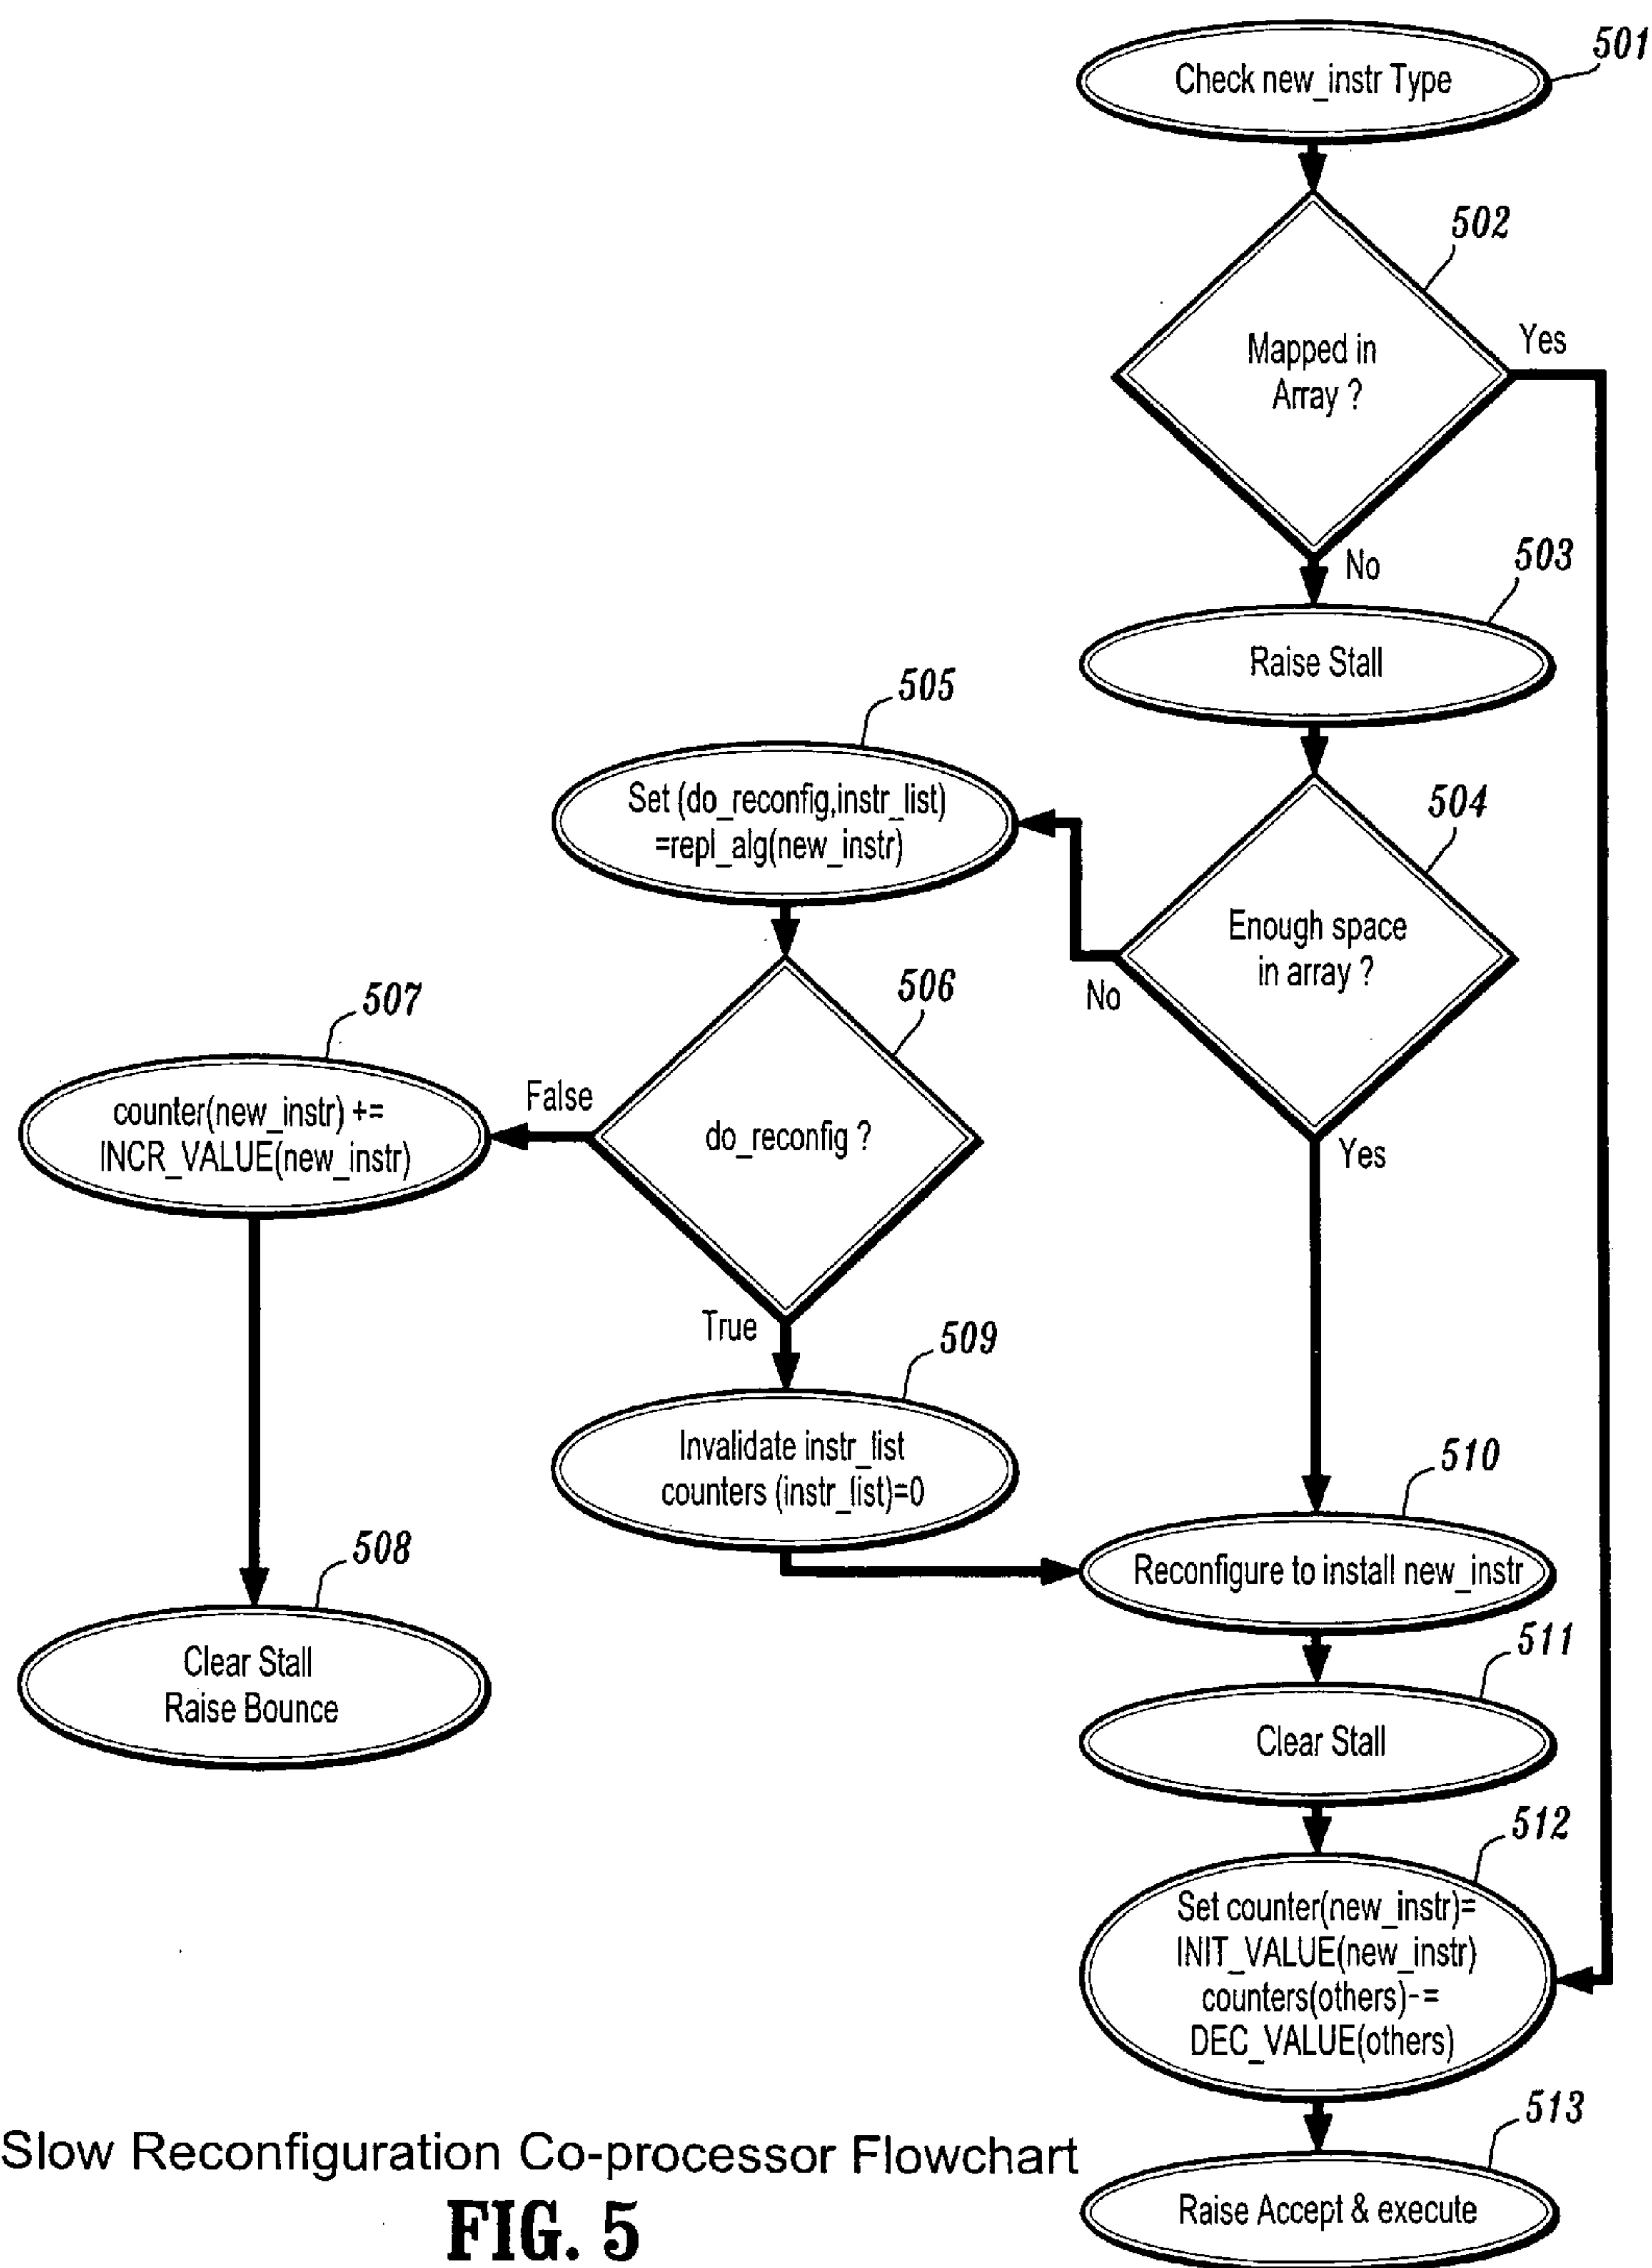 501
Check new_instr Type
502
Mapped in
Array ?
Yes
No
503
Raise Stall
504
Enough space
in array ?
No
Yes
505
Set (do_reconfig,instr_list)
=repl_alg(new_instr)
506
do_reconfig ?
False
True
507
counter(new_instr) +=
INCR_VALUE(new_instr)
508
Clear Stall
Raise Bounce
509
Invalidate instr_list
counters (instr_list)=0
510
Reconfigure to install new_instr
511
Clear Stall
512
Set counter(new_instr)=
INIT_VALUE(new_instr)
counters(others)-=
DEC_VALUE(others)
513
Raise Accept & execute
Slow Reconfiguration Co-processor Flowchart
FIG. 5